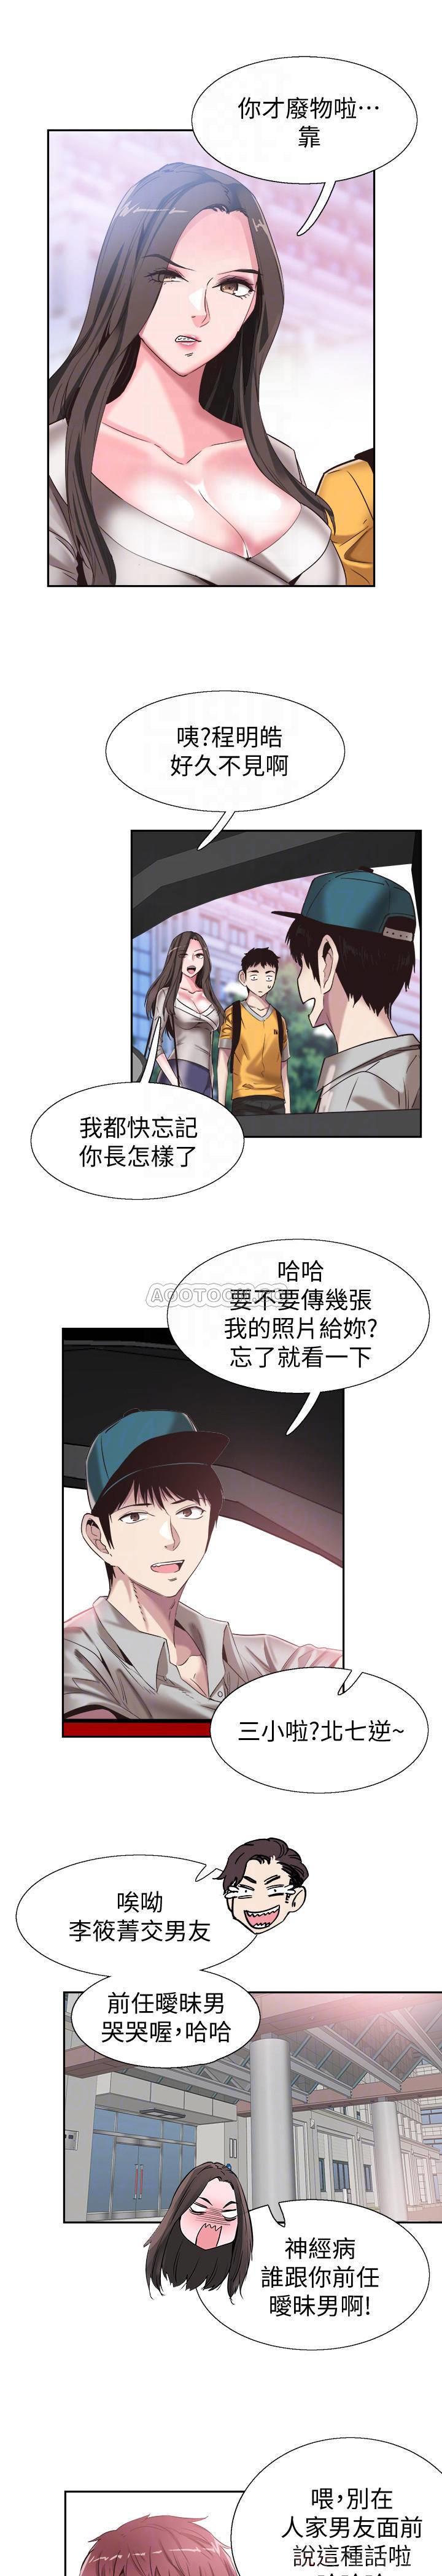 你才廢物啦…
靠
咦?程明皓
好久不見啊
我都快忘記
你長怎樣了
哈哈
要不要傳幾張
我的照片給妳?
忘了就看一下
三小啦?北七逆~
唉呦
李筱菁交男友
前任曖昧男
哭哭喔,哈哈
神經病
誰跟你前任
曖昧男啊!
喂,別在
人家男友面前
說這種話啦